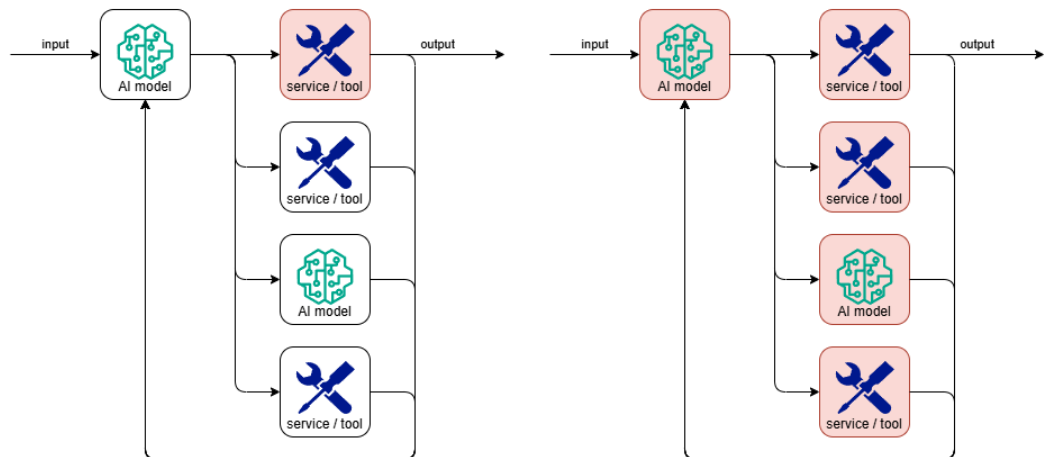 input
AI model
service / tool
output
service / tool
AI model
service / tool
input
AI model
service / tool
output
service / tool
AI model
service / tool